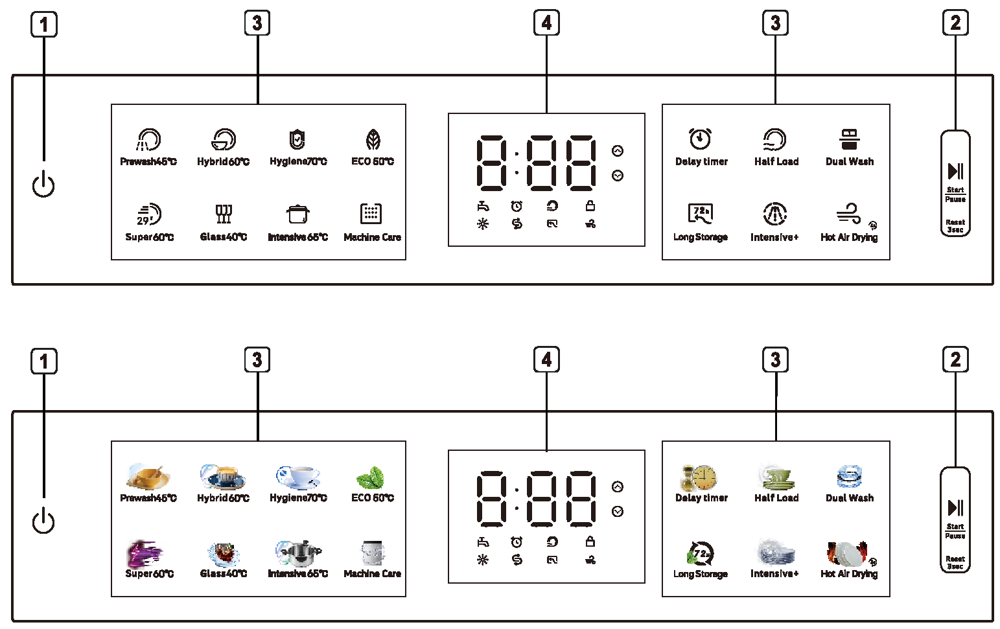 1 3 4 3 2
Prewash45℃ Hybrid60℃ Hygiene70℃ ECO 50℃
8:88
Delay timer Half Load Dual Wash
29'
72h
Start
Pause
Reset
3sec
Super60℃ Glass40℃ Intensive65℃ Machine Care
Long Storage Intensive+ Hot Air Drying
1 3 4 3 2
Prewash45℃ Hybrid60℃ Hygiene70℃ ECO 50℃
8:88
Delay timer Half Load Dual Wash
72h
Start
Pause
Reset
3sec
Super60℃ Glass40℃ Intensive65℃ Machine Care
Long Storage Intensive+ Hot Air Drying